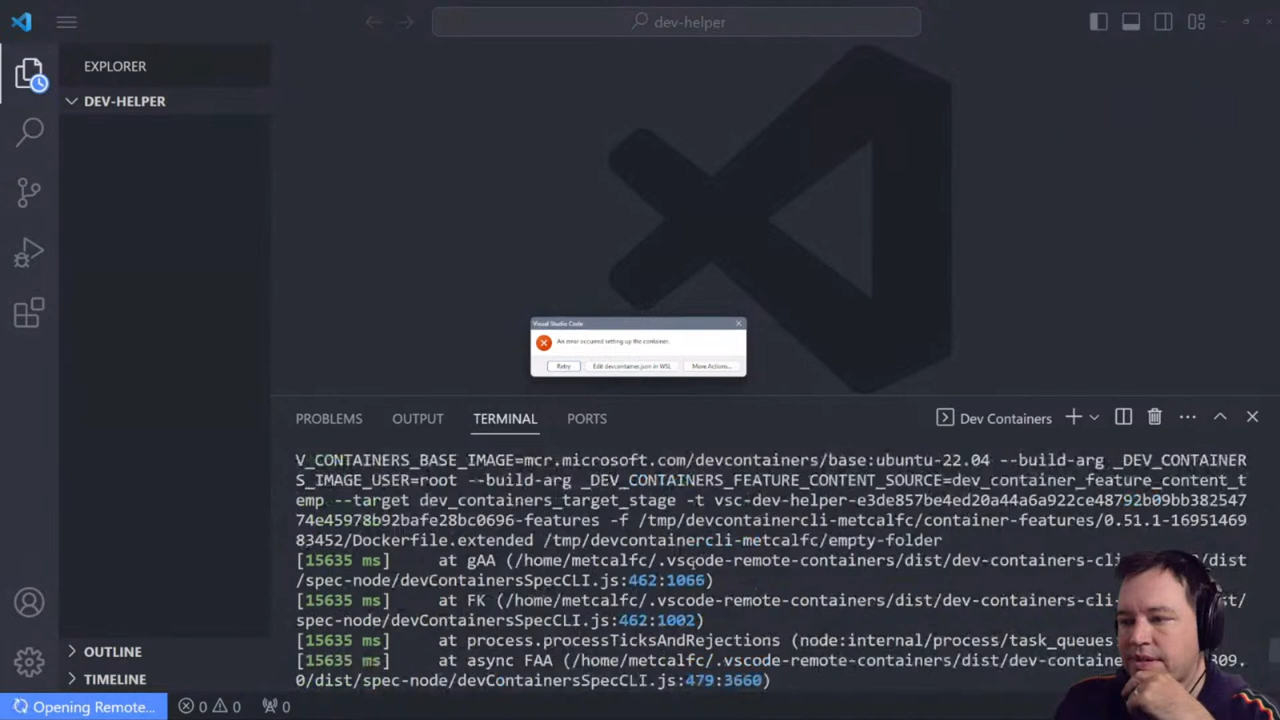 dev-helper
EXPLORER
DEV-HELPER
Visual Studio Code
An error occurred setting up the container.
Retry
Edit devcontainer.json in WSL
More Actions...
PROBLEMS
OUTPUT
TERMINAL
PORTS
Dev Containers
V_CONTAINERS_BASE_IMAGE=mcr.microsoft.com/devcontainers/base:ubuntu-22.04 --build-arg _DEV_CONTAINER
S_IMAGE_USER=root --build-arg _DEV_CONTAINERS_FEATURE_CONTENT_SOURCE=dev_container_feature_content_t
emp --target dev_containers_target_stage -t vsc-dev-helper-e3de857be4ed20a44a6a922ce48792b09bb382547
74e45978b92bafe28bc0696-features -f /tmp/devcontainercli-metcalfc/container-features/0.51.1-16951469
83452/Dockerfile.extended /tmp/devcontainercli-metcalfc/empty-folder
[15635 ms]     at gAA (/home/metcalfc/.vscode-remote-containers/dist/dev-containers-cli- /dist
/spec-node/devContainersSpecCLI.js:462:1066)
[15635 ms]     at FK (/home/metcalfc/.vscode-remote-containers/dist/dev-containers-cli- t/
spec-node/devContainersSpecCLI.js:462:1002)
[15635 ms]     at process.processTicksAndRejections (node:internal/process/task_queues
[15635 ms]     at async FAA (/home/metcalfc/.vscode-remote-containers/dist/dev-contain 309.
0/dist/spec-node/devContainersSpecCLI.js:479:3660)
OUTLINE
TIMELINE
Opening Remote...
0
0
0